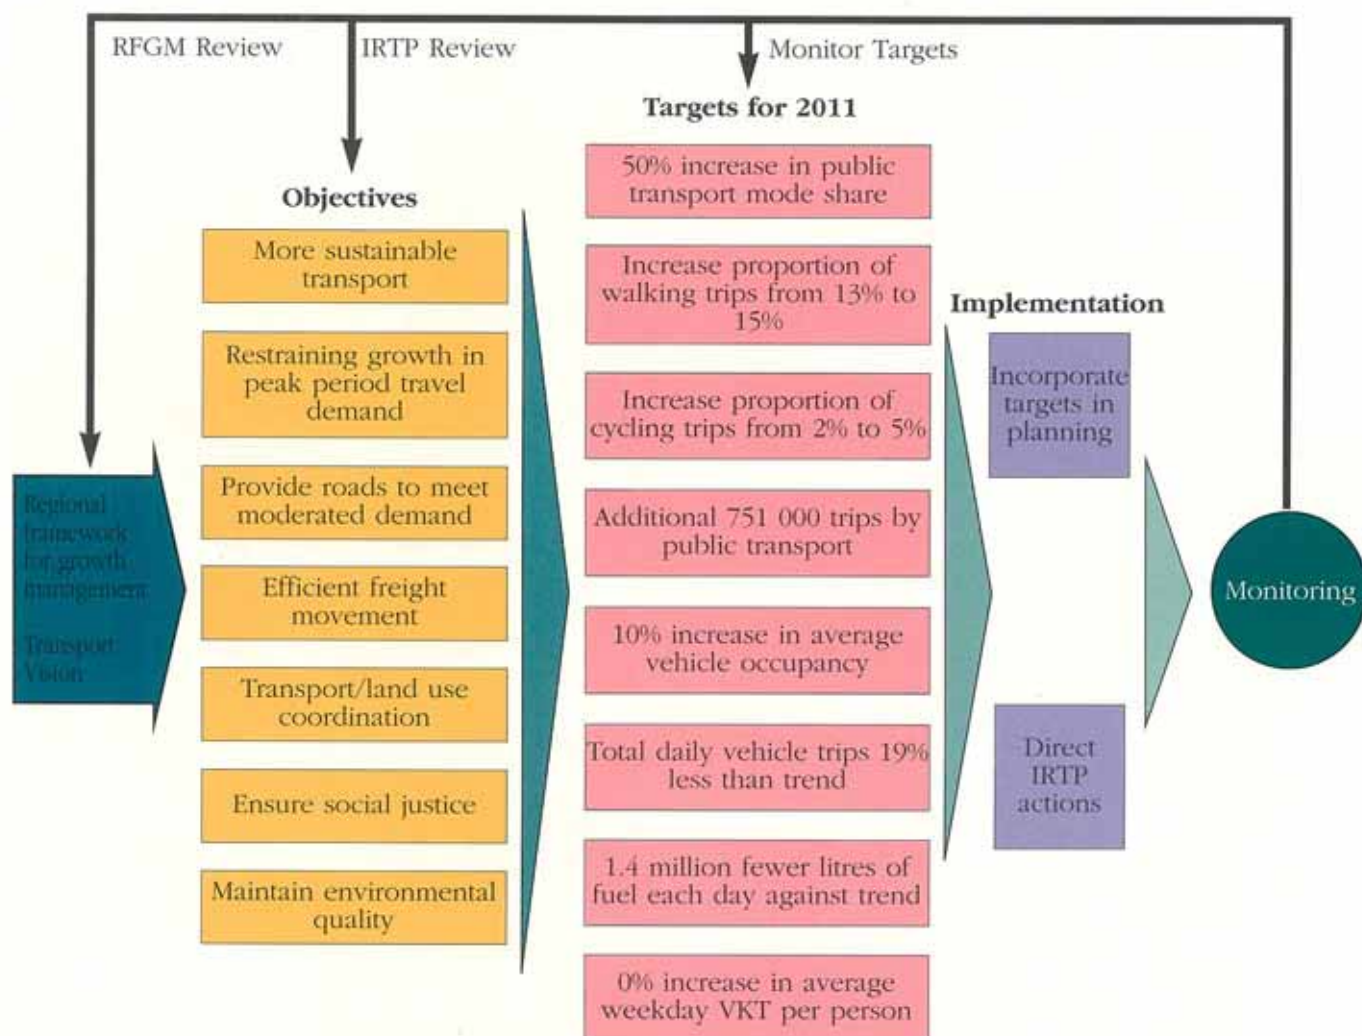 RFGM Review
IRTP Review
Monitor Targets
Targets for 2011
50% increase in public
transport mode share
Objectives
More sustainable
transport
Increase proportion of
walking trips from 13% to
15%
Implementation
Restraining growth in
peak period travel
demand
Incorporate
targets in
planning
Increase proportion of
cycling trips from 2% to 5%
Regional
framework
for growth
management
Transport
Vision
Provide roads to meet
moderated demand
Additional 751 000 trips by
public transport
Efficient freight
movement
Monitoring
10% increase in average
vehicle occupancy
Transport/land use
coordination
Total daily vehicle trips 19%
less than trend
Direct
IRTP
actions
Ensure social justice
1.4 million fewer litres of
fuel each day against trend
Maintain environmental
quality
0% increase in average
weekday VKT per person